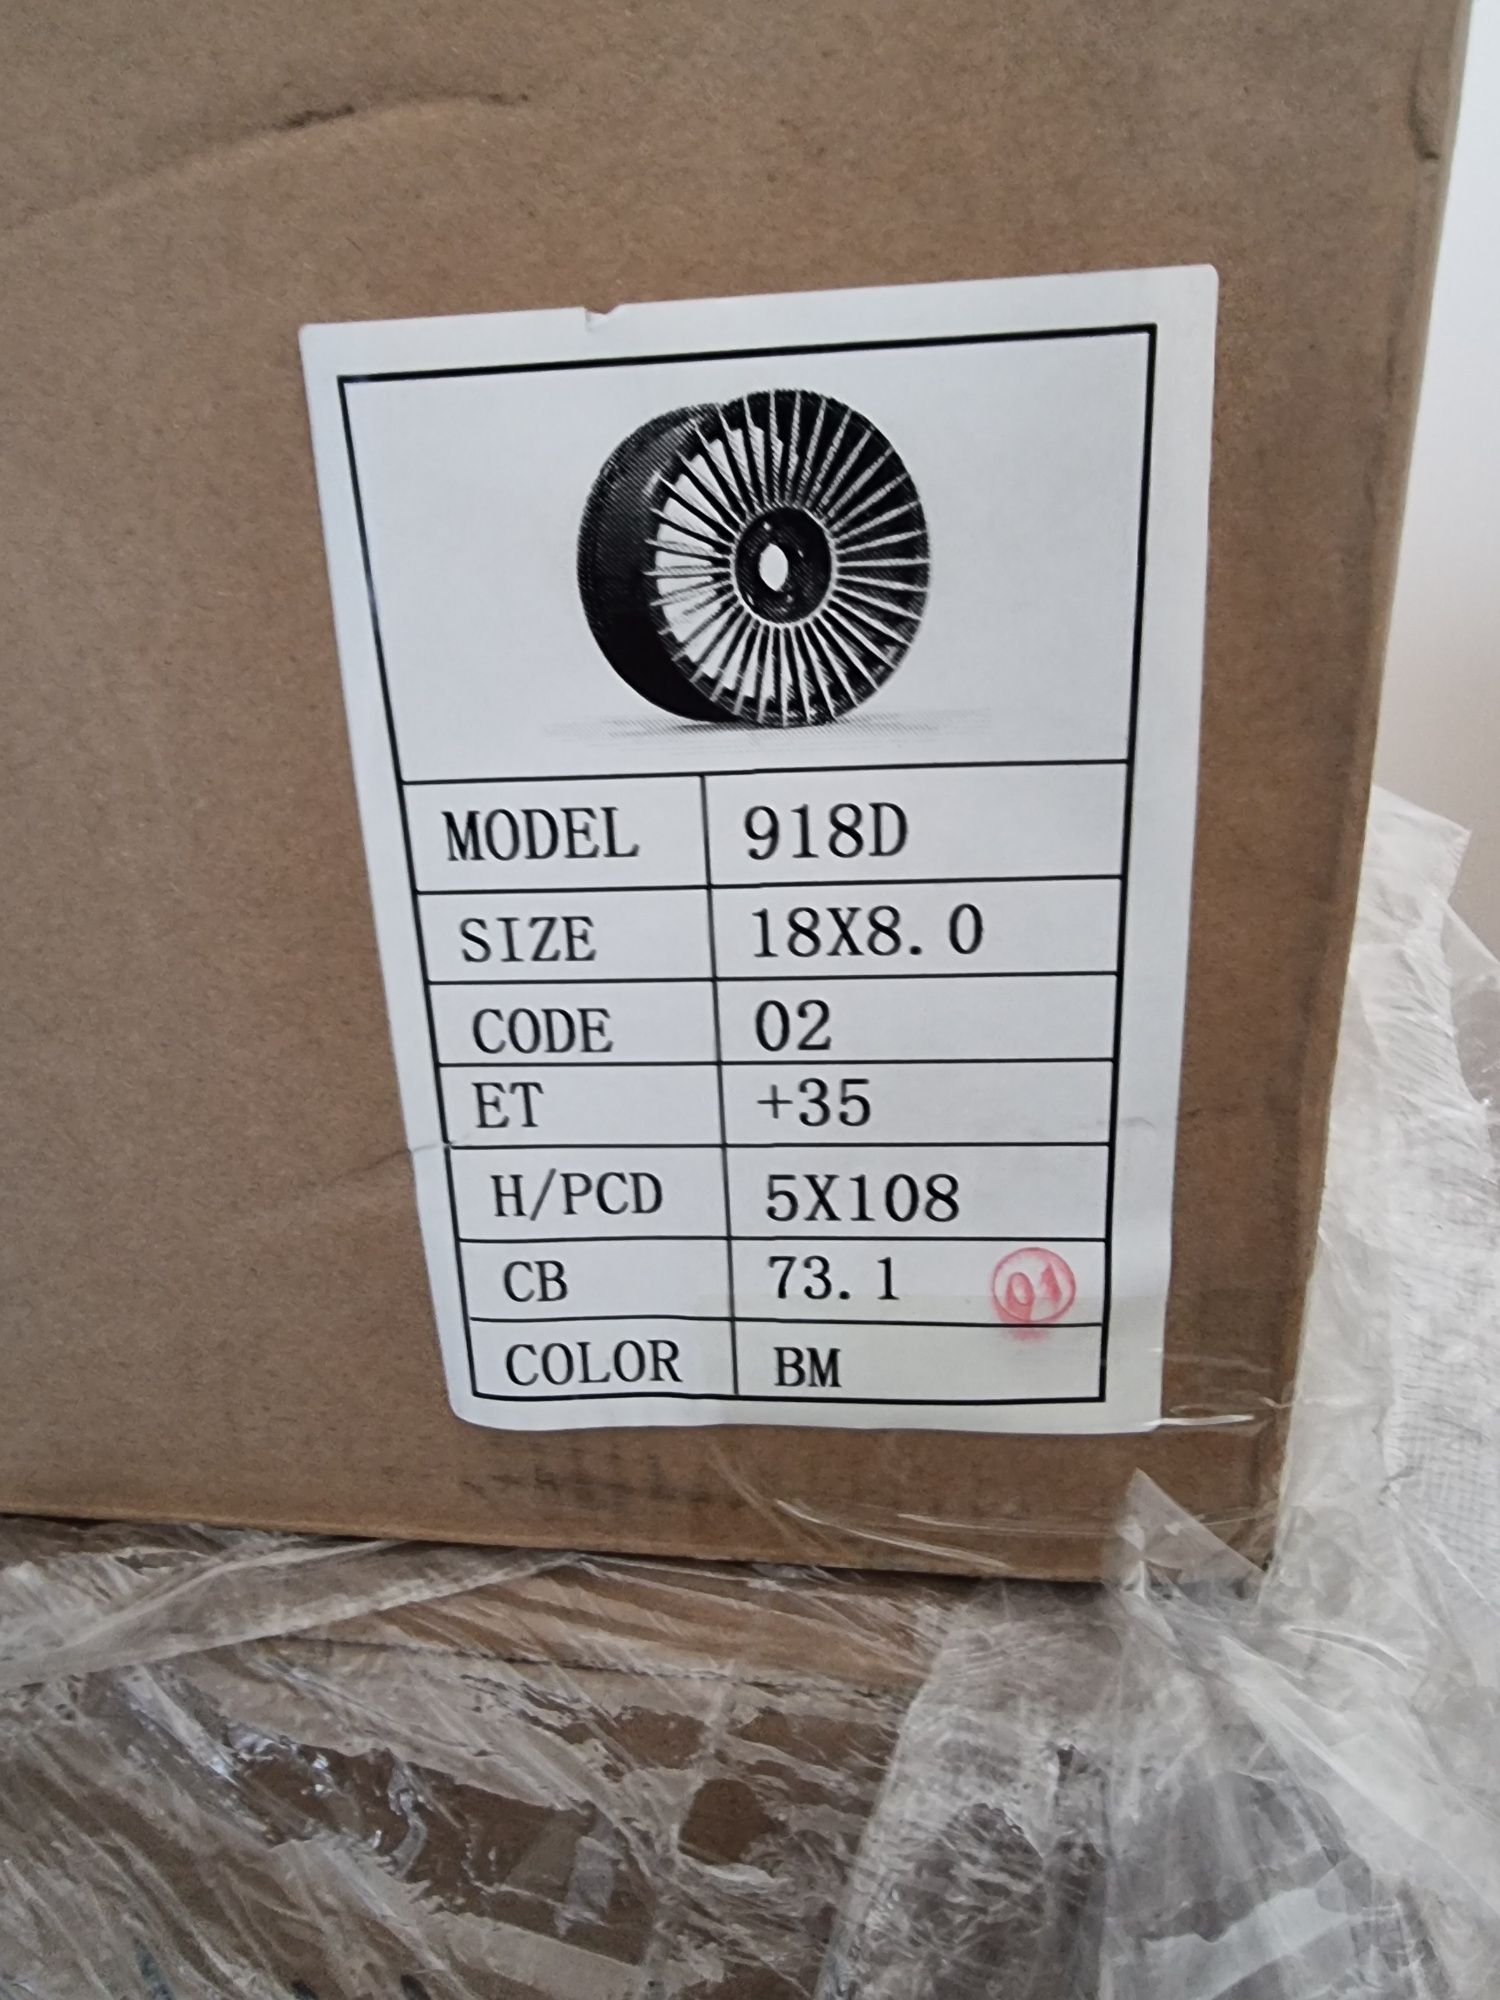 MODEL 918D
SIZE 18X8.0
CODE 02
ET +35
H/PCD 5X108
CB 73.1 01
COLOR BM